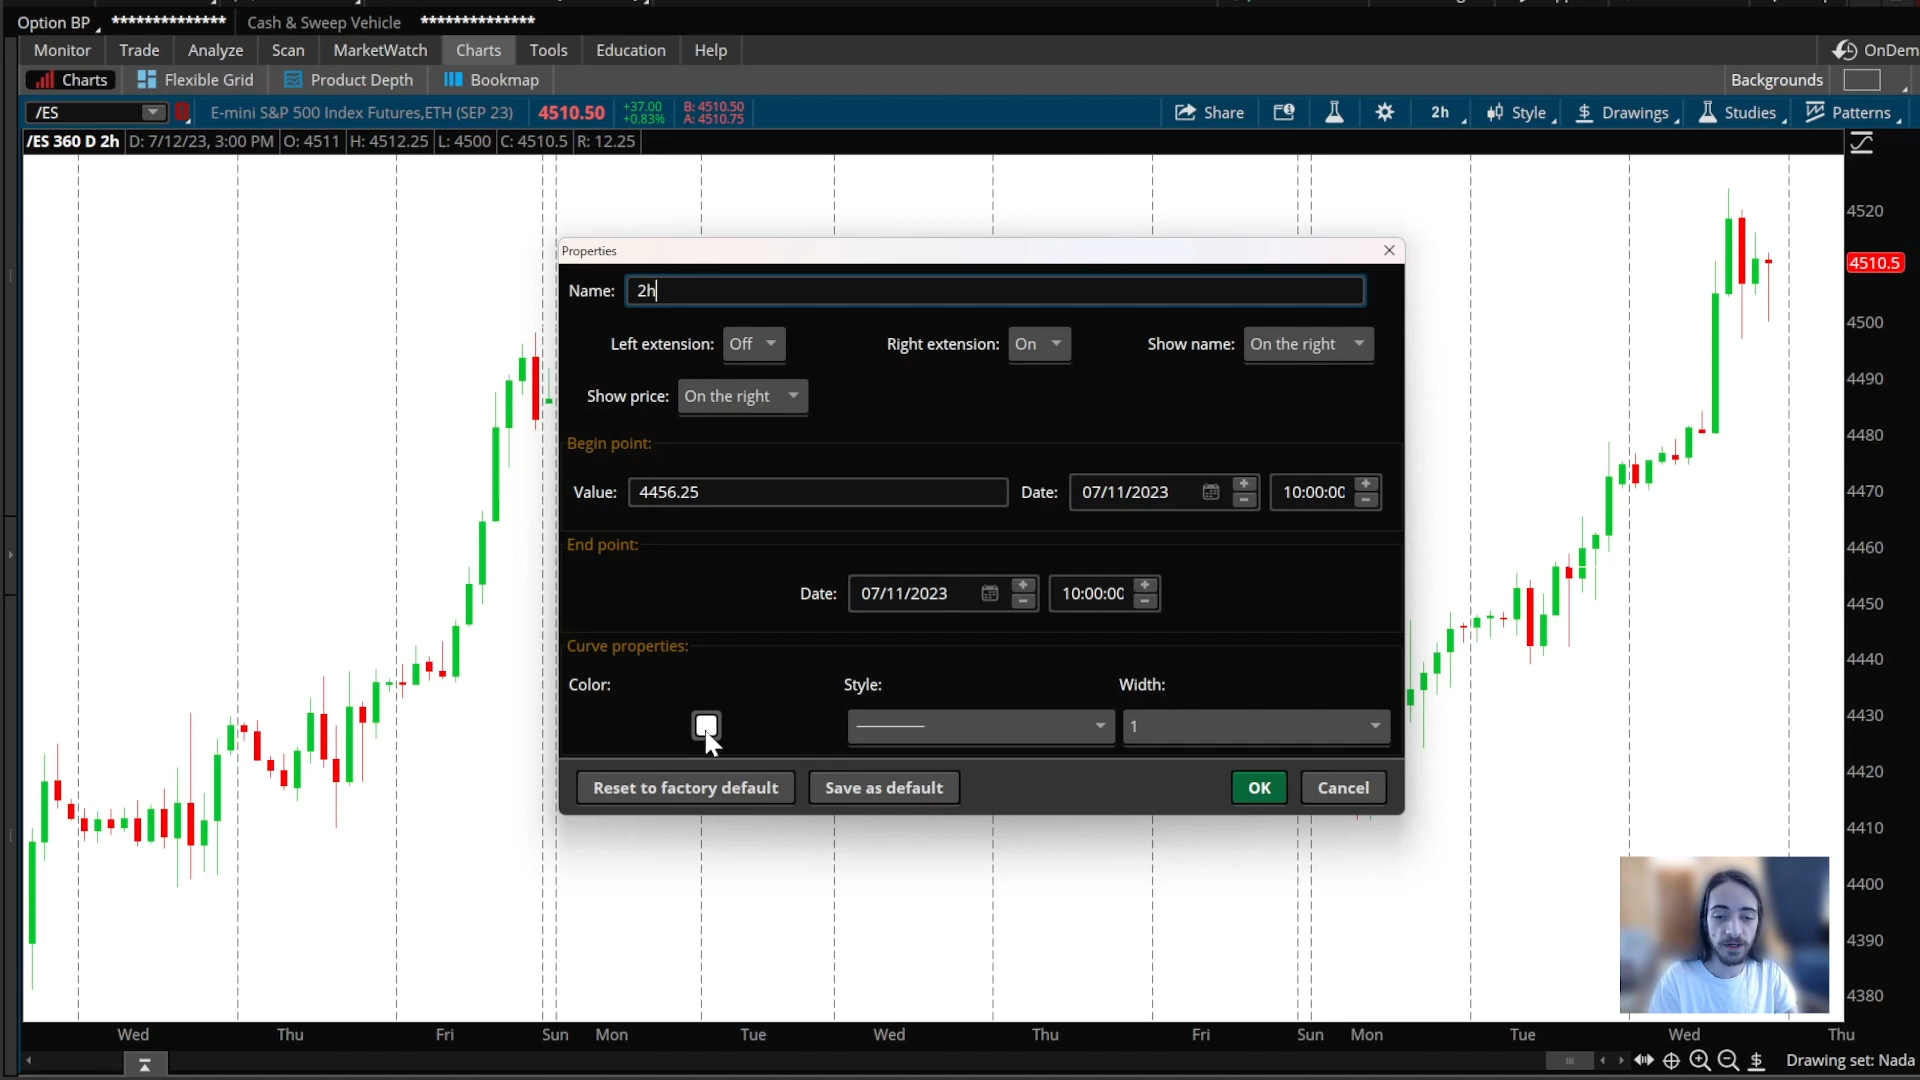 Option BP ************** Cash & Sweep Vehicle **************
Monitor Trade Analyze Scan MarketWatch Charts Tools Education Help OnDem
Charts Flexible Grid Product Depth Bookmap Backgrounds
/ES E-mini S&P 500 Index Futures,ETH (SEP 23) 4510.50 +37.00 B: 4510.50 Share 2h Style $ Drawings Studies Patterns
+0.83% A: 4510.75
/ES 360 D 2h D: 7/12/23, 3:00 PM O: 4511 H: 4512.25 L: 4500 C: 4510.5 R: 12.25
4520
4510.5
4500
4490
4480
4470
4460
4450
4440
4430
4420
4410
4400
4390
4380
Properties
Name: 2h
Left extension: Off Right extension: On Show name: On the right
Show price: On the right
Begin point:
Value: 4456.25 Date: 07/11/2023 10:00:00
End point:
Date: 07/11/2023 10:00:00
Curve properties:
Color: Style: Width:
1
Reset to factory default Save as default OK Cancel
Wed Thu Fri Sun Mon Tue Wed Thu Fri Sun Mon Tue Wed Thu
$ Drawing set: Nada